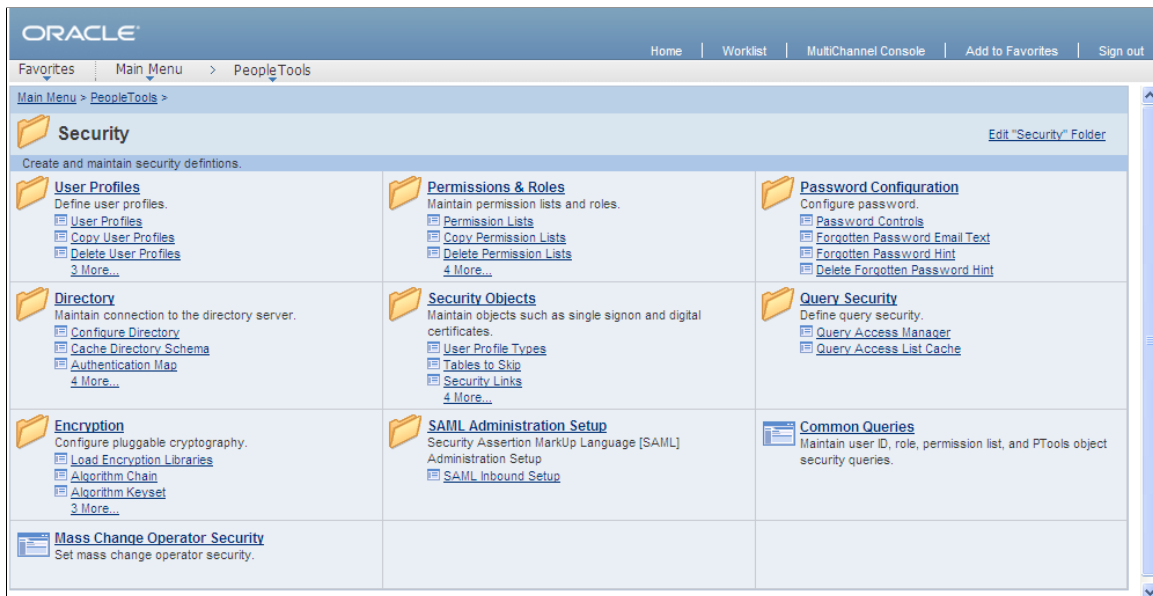 ORACLE
Home | Worklist | MultiChannel Console | Add to Favorites | Sign out
Favorites Main Menu > PeopleTools
Main Menu > PeopleTools >
Security
Edit "Security" Folder
Create and maintain security defintions.
User Profiles
Define user profiles.
User Profiles
Copy User Profiles
Delete User Profiles
3 More...
Permissions & Roles
Maintain permission lists and roles.
Permission Lists
Copy Permission Lists
Delete Permission Lists
4 More...
Password Configuration
Configure password.
Password Controls
Forgotten Password Email Text
Forgotten Password Hint
Delete Forgotten Password Hint
Directory
Maintain connection to the directory server.
Configure Directory
Cache Directory Schema
Authentication Map
4 More...
Security Objects
Maintain objects such as single signon and digital
certificates.
User Profile Types
Tables to Skip
Security Links
4 More...
Query Security
Define query security.
Query Access Manager
Query Access List Cache
Encryption
Configure pluggable cryptography.
Load Encryption Libraries
Algorithm Chain
Algorithm Keyset
3 More...
SAML Administration Setup
Security Assertion MarkUp Language [SAML]
Administration Setup
SAML Inbound Setup
Common Queries
Maintain user ID, role, permission list, and PTools object
security queries.
Mass Change Operator Security
Set mass change operator security.